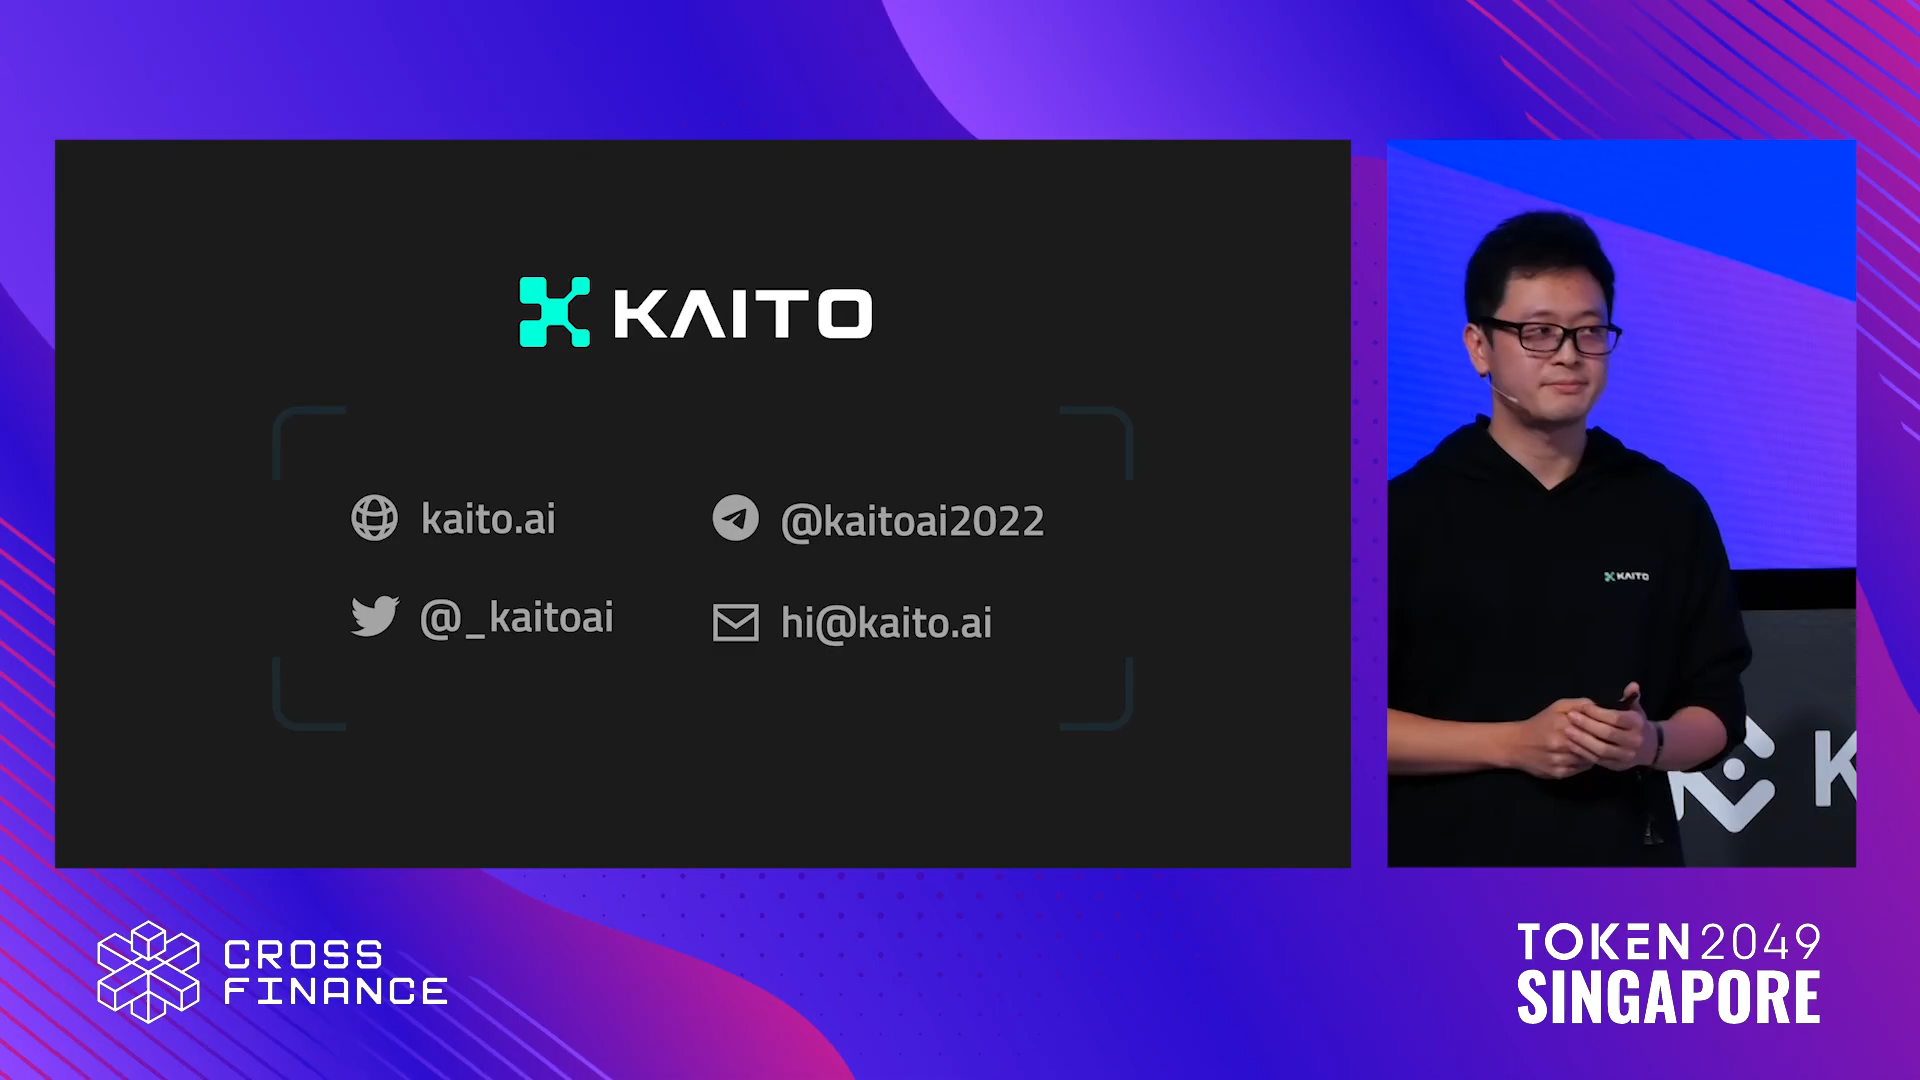 KAITO
kaito.ai
@kaitoai2022
@_kaitoai
hi@kaito.ai
KAITO
K
CROSS
FINANCE
TOKEN2049
SINGAPORE